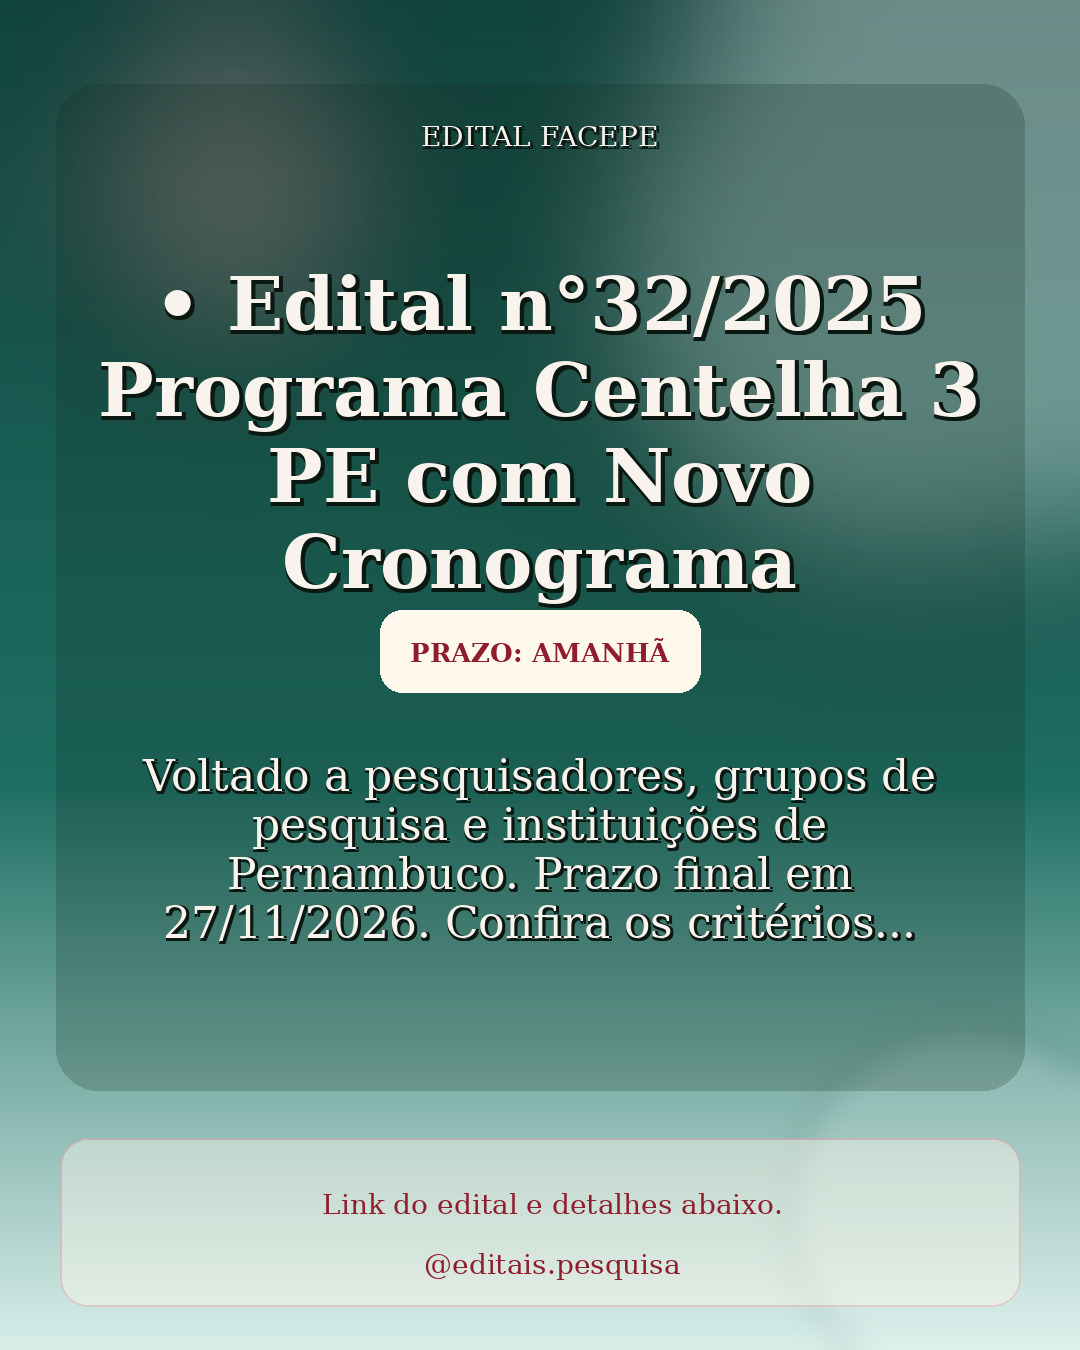 EDITAL FACEPE
• Edital n°32/2025
Programa Centelha 3
PE com Novo
Cronograma
PRAZO: AMANHÃ
Voltado a pesquisadores, grupos de
pesquisa e instituições de
Pernambuco. Prazo final em
27/11/2026. Confira os critérios...
Link do edital e detalhes abaixo.
@editais.pesquisa